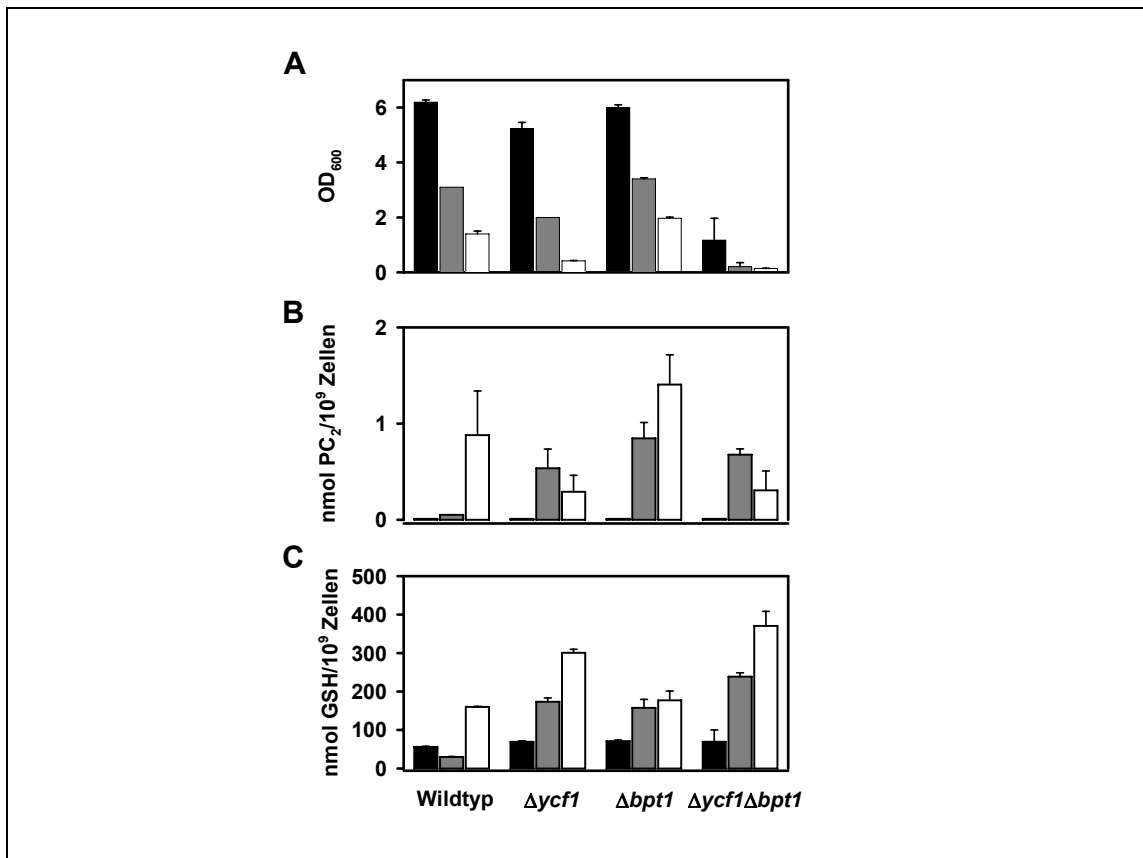 A
OD600
6
4
2
0
B
nmol PC2/10⁹ Zellen
2
1
0
C
nmol GSH/10⁹ Zellen
500
400
300
200
100
0
Wildtyp Δycf1 Δbpt1 Δycf1Δbpt1